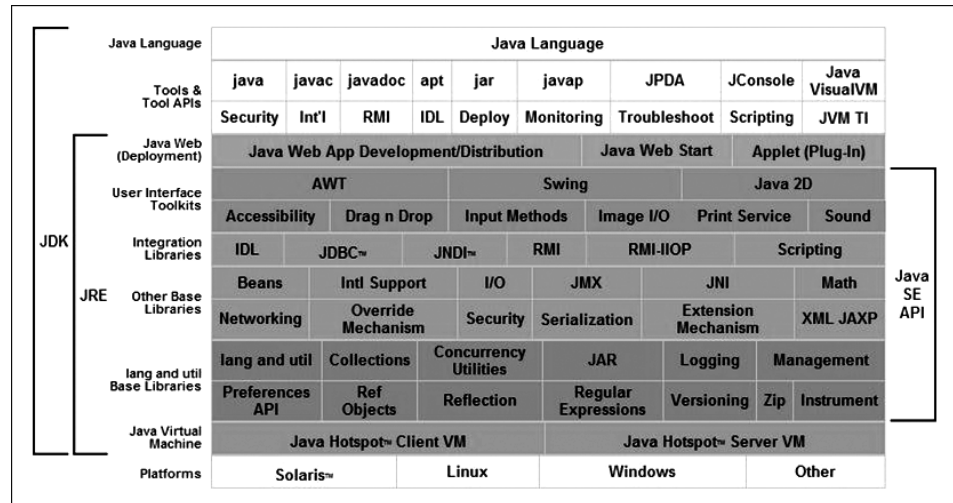 Java Language Java Language
Tools & Tool APIs
java javac javadoc apt jar javap JPDA JConsole Java VisualVM
Security Int'l RMI IDL Deploy Monitoring Troubleshoot Scripting JVM TI
Java Web (Deployment)
Java Web App Development/Distribution Java Web Start Applet (Plug-In)
User Interface Toolkits
AWT Swing Java 2D
Accessibility Drag n Drop Input Methods Image I/O Print Service Sound
Integration Libraries
IDL JDBC™ JNDI™ RMI RMI-IIOP Scripting
Other Base Libraries
Beans Intl Support I/O JMX JNI Math
Networking Override Mechanism Security Serialization Extension Mechanism XML JAXP
lang and util Base Libraries
lang and util Collections Concurrency Utilities JAR Logging Management
Preferences API Ref Objects Reflection Regular Expressions Versioning Zip Instrument
Java Virtual Machine
Java Hotspot™ Client VM Java Hotspot™ Server VM
Platforms Solaris™ Linux Windows Other
JDK
JRE
Java SE API